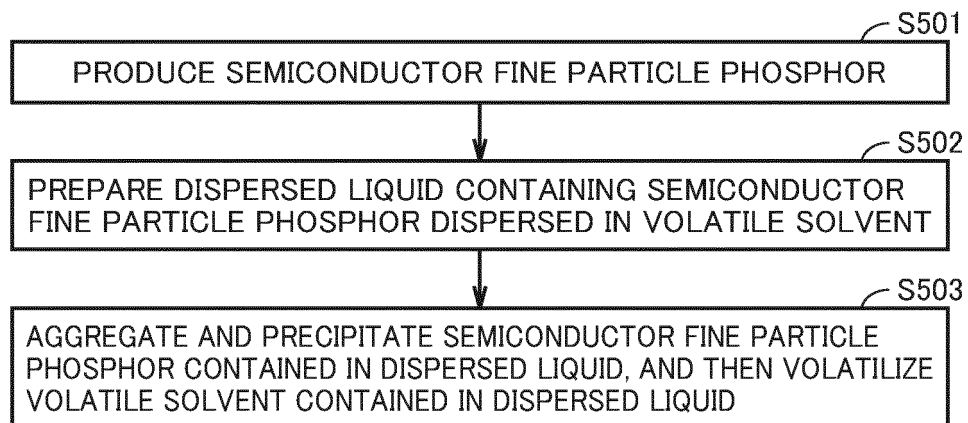 S501
PRODUCE SEMICONDUCTOR FINE PARTICLE PHOSPHOR
S502
PREPARE DISPERSED LIQUID CONTAINING SEMICONDUCTOR
FINE PARTICLE PHOSPHOR DISPERSED IN VOLATILE SOLVENT
S503
AGGREGATE AND PRECIPITATE SEMICONDUCTOR FINE PARTICLE
PHOSPHOR CONTAINED IN DISPERSED LIQUID, AND THEN VOLATILIZE
VOLATILE SOLVENT CONTAINED IN DISPERSED LIQUID